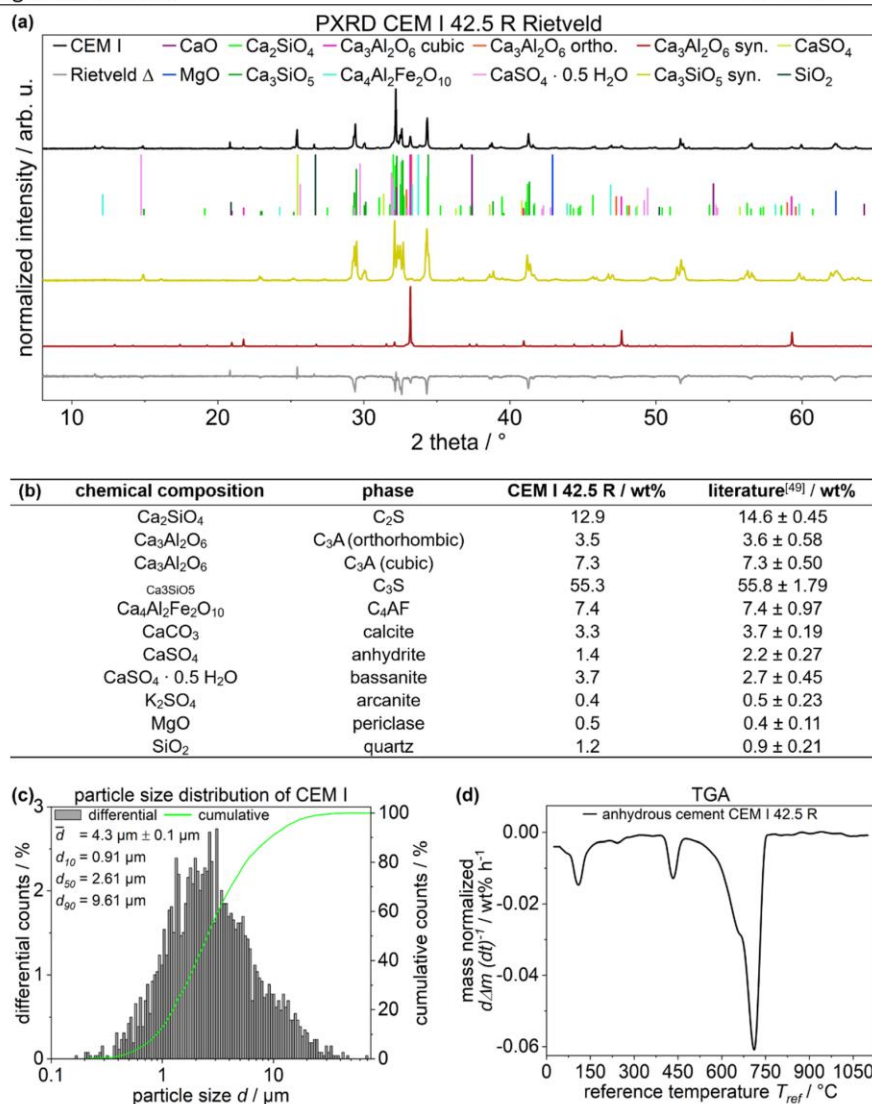 (a) PXRD CEM I 42.5 R Rietveld
CEM I CaO Ca₂SiO₄ Ca₃Al₂O₆ cubic Ca₃Al₂O₆ ortho. Ca₃Al₂O₆ syn. CaSO₄
Rietveld Δ MgO Ca₃SiO₅ Ca₄Al₂Fe₂O₁₀ CaSO₄ · 0.5 H₂O Ca₃SiO₅ syn. SiO₂
normalized intensity / arb. u.
10 20 30 40 50 60
2 theta / °
(b) chemical composition phase CEM I 42.5 R / wt% literature[49] / wt%
Ca₂SiO₄ C₂S 12.9 14.6 ± 0.45
Ca₃Al₂O₆ C₃A (orthorhombic) 3.5 3.6 ± 0.58
Ca₃Al₂O₆ C₃A (cubic) 7.3 7.3 ± 0.50
Ca3SiO5 C₃S 55.3 55.8 ± 1.79
Ca₄Al₂Fe₂O₁₀ C₄AF 7.4 7.4 ± 0.97
CaCO₃ calcite 3.3 3.7 ± 0.19
CaSO₄ anhydrite 1.4 2.2 ± 0.27
CaSO₄ · 0.5 H₂O bassanite 3.7 2.7 ± 0.45
K₂SO₄ arcanite 0.4 0.5 ± 0.23
MgO periclase 0.5 0.4 ± 0.11
SiO₂ quartz 1.2 0.9 ± 0.21
(c) particle size distribution of CEM I
differential cumulative
d̅ = 4.3 µm ± 0.1 µm
d₁₀ = 0.91 µm
d₅₀ = 2.61 µm
d₉₀ = 9.61 µm
differential counts / %
3
2
1
0
cumulative counts / %
100
80
60
40
20
0
0.1 1 10
particle size d / µm
(d) TGA
anhydrous cement CEM I 42.5 R
mass normalized
dΔm (dt)⁻¹ / wt% h⁻¹
0.00
-0.02
-0.04
-0.06
0 150 450 750 1050
reference temperature T_ref / °C